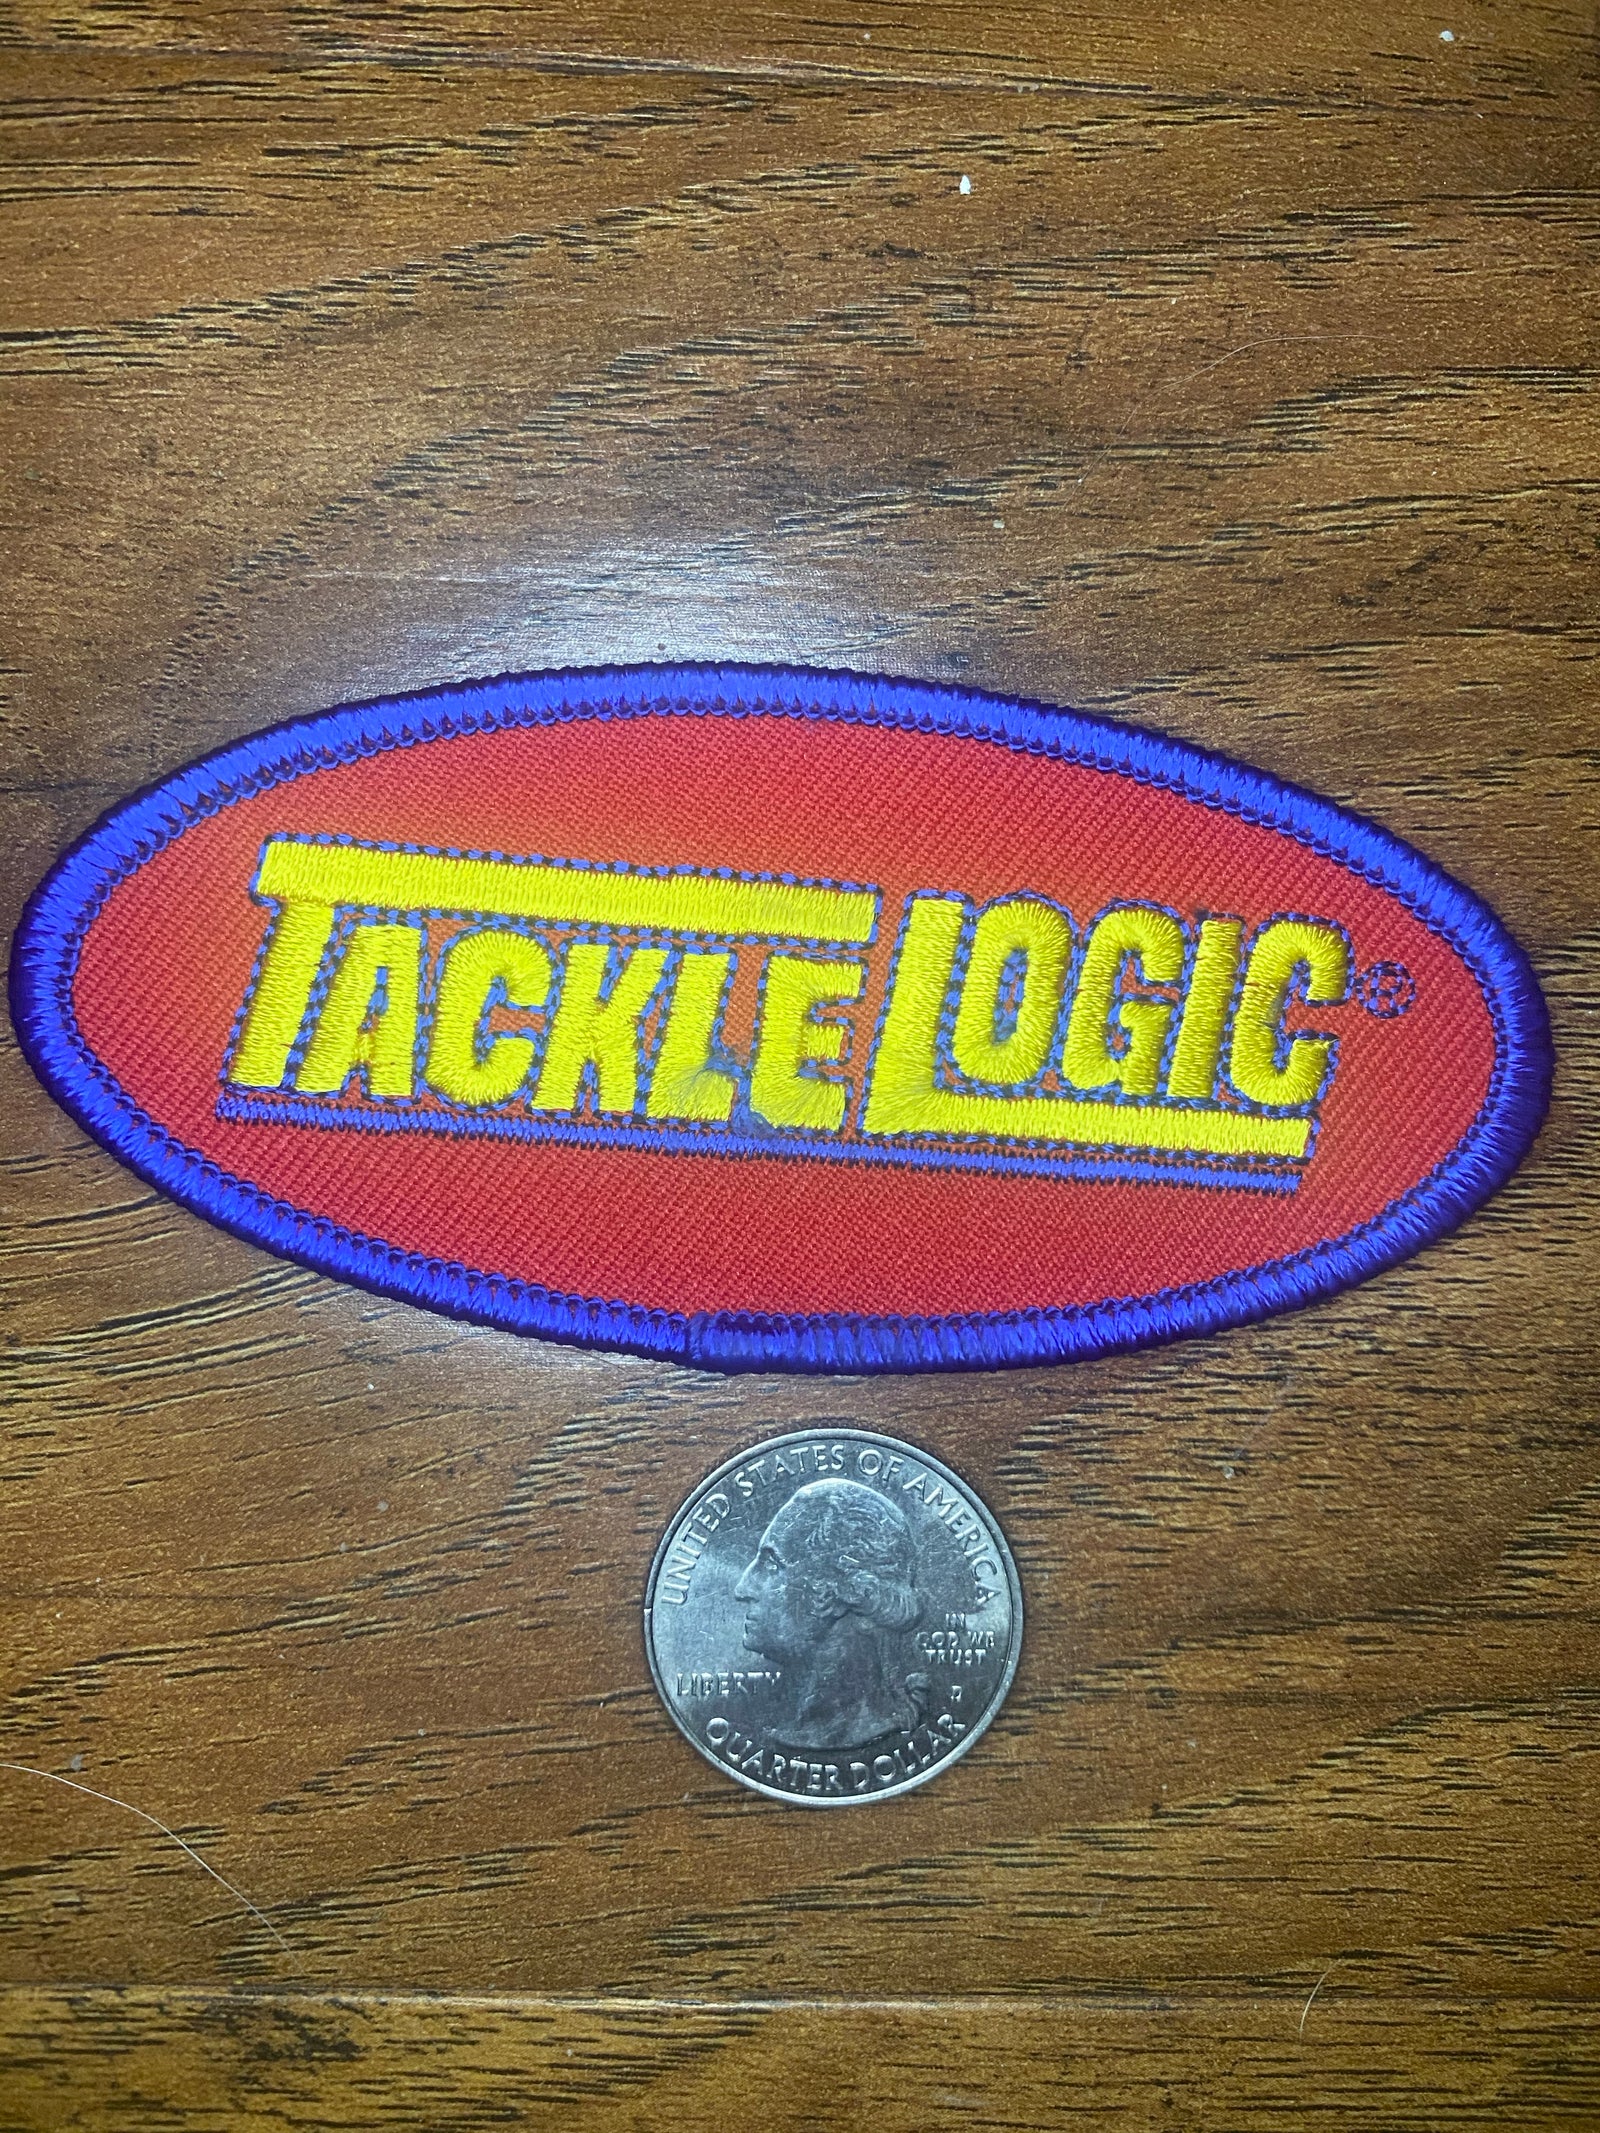 TACKLE LOGIC®
UNITED STATES OF AMERICA
IN
GOD WE
TRUST
LIBERTY
D
QUARTER DOLLAR